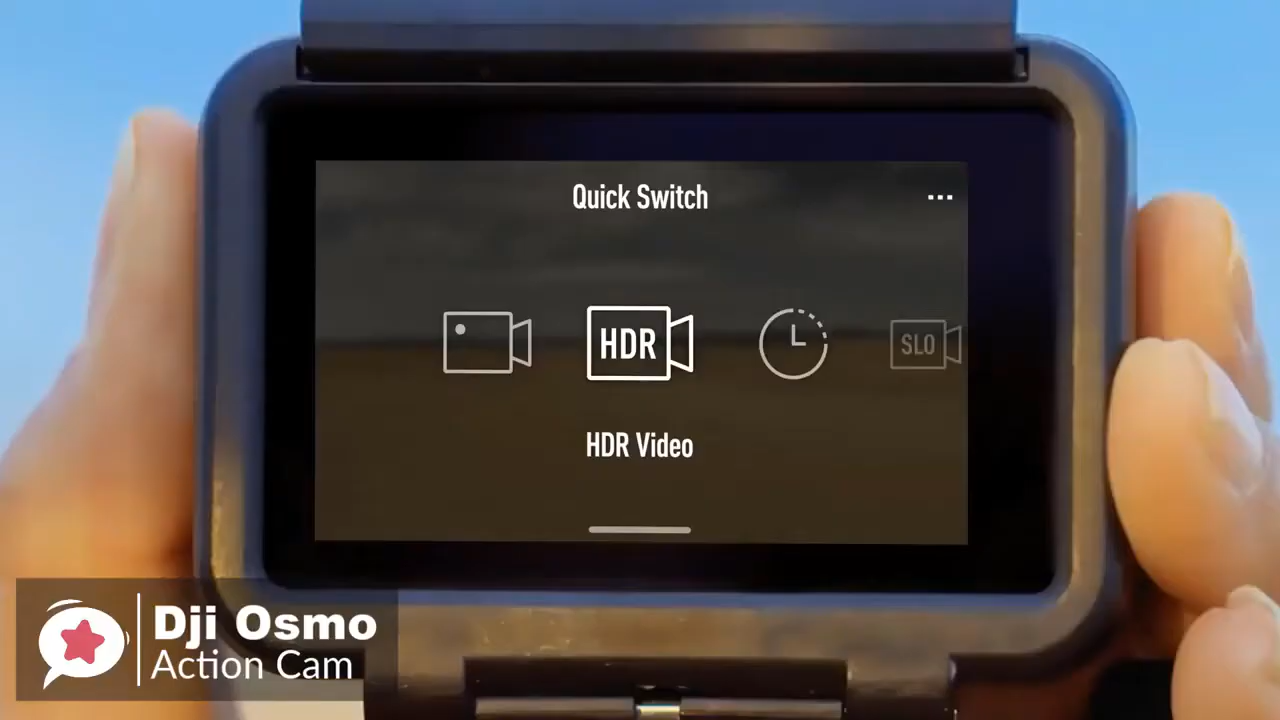 Quick Switch
HDR
SLO
HDR Video
Dji Osmo
Action Cam